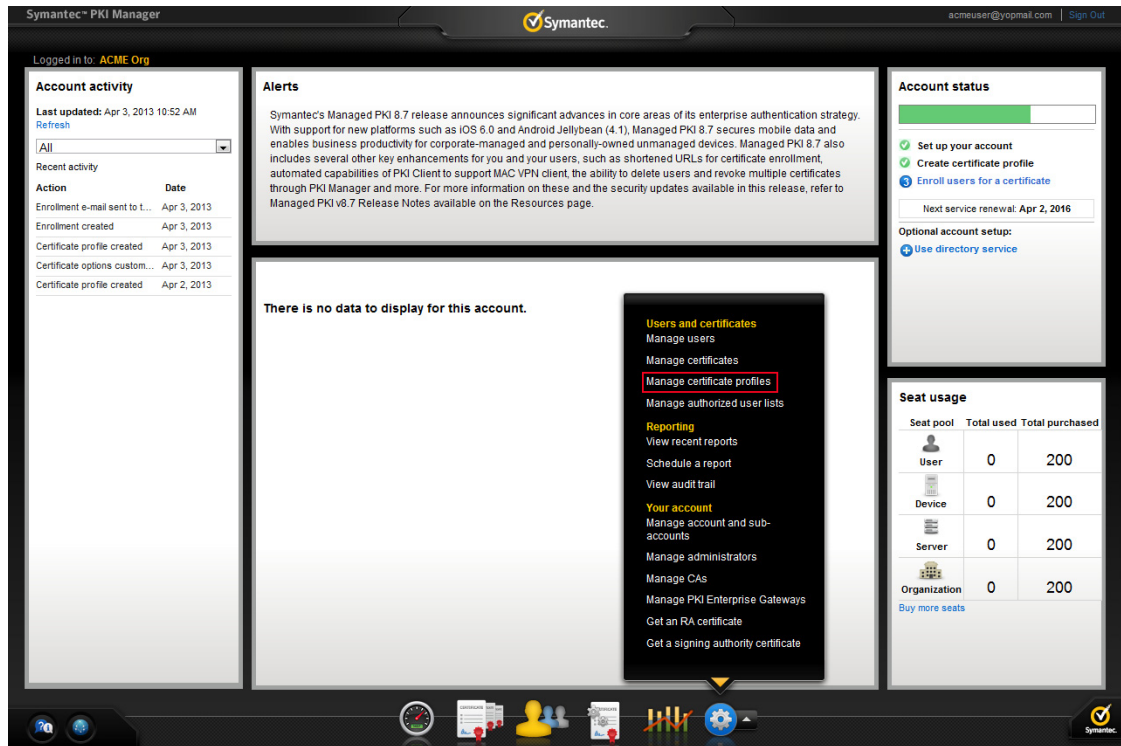 Symantec™ PKI Manager
Symantec.
acmeuser@yopmail.com | Sign Out
Logged in to: ACME Org
Account activity
Last updated: Apr 3, 2013 10:52 AM
Refresh
All
Recent activity
Action Date
Enrollment e-mail sent to t... Apr 3, 2013
Enrollment created Apr 3, 2013
Certificate profile created Apr 3, 2013
Certificate options custom... Apr 3, 2013
Certificate profile created Apr 2, 2013
Alerts
Symantec's Managed PKI 8.7 release announces significant advances in core areas of its enterprise authentication strategy.
With support for new platforms such as iOS 6.0 and Android Jellybean (4.1), Managed PKI 8.7 secures mobile data and
enables business productivity for corporate-managed and personally-owned unmanaged devices. Managed PKI 8.7 also
includes several other key enhancements for you and your users, such as shortened URLs for certificate enrollment,
automated capabilities of PKI Client to support MAC VPN client, the ability to delete users and revoke multiple certificates
through PKI Manager and more. For more information on these and the security updates available in this release, refer to
Managed PKI v8.7 Release Notes available on the Resources page.
There is no data to display for this account.
Users and certificates
Manage users
Manage certificates
Manage certificate profiles
Manage authorized user lists
Reporting
View recent reports
Schedule a report
View audit trail
Your account
Manage account and sub-
accounts
Manage administrators
Manage CAs
Manage PKI Enterprise Gateways
Get an RA certificate
Get a signing authority certificate
Account status
Set up your account
Create certificate profile
3 Enroll users for a certificate
Next service renewal: Apr 2, 2016
Optional account setup:
Use directory service
Seat usage
Seat pool Total used Total purchased
User 0 200
Device 0 200
Server 0 200
Organization 0 200
Buy more seats
CERTIFICATE
Symantec.